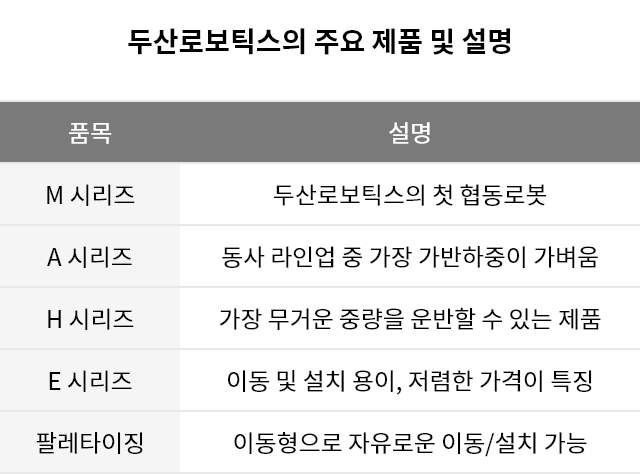 두산로보틱스의 주요 제품 및 설명
품목 설명
M 시리즈 두산로보틱스의 첫 협동로봇
A 시리즈 동사 라인업 중 가장 가반하중이 가벼움
H 시리즈 가장 무거운 중량을 운반할 수 있는 제품
E 시리즈 이동 및 설치 용이, 저렴한 가격이 특징
팔레타이징 이동형으로 자유로운 이동/설치 가능